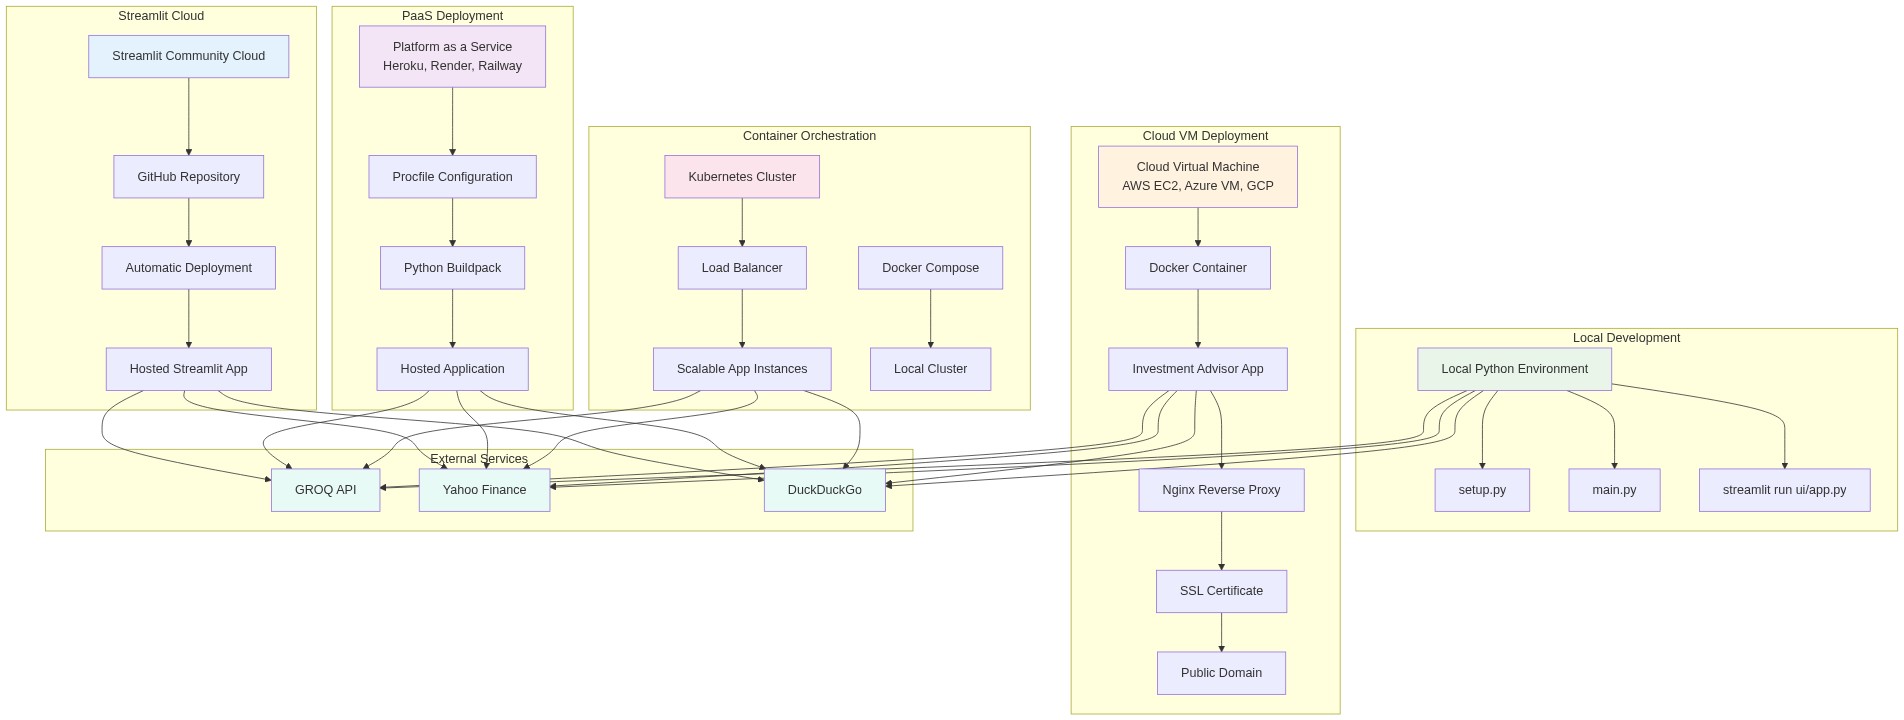 Streamlit Cloud
Streamlit Community Cloud
GitHub Repository
Automatic Deployment
Hosted Streamlit App
PaaS Deployment
Platform as a Service
Heroku, Render, Railway
Procfile Configuration
Python Buildpack
Hosted Application
Container Orchestration
Kubernetes Cluster
Load Balancer
Scalable App Instances
Docker Compose
Local Cluster
Cloud VM Deployment
Cloud Virtual Machine
AWS EC2, Azure VM, GCP
Docker Container
Investment Advisor App
Nginx Reverse Proxy
SSL Certificate
Public Domain
Local Development
Local Python Environment
setup.py
main.py
streamlit run ui/app.py
External Services
GROQ API
Yahoo Finance
DuckDuckGo